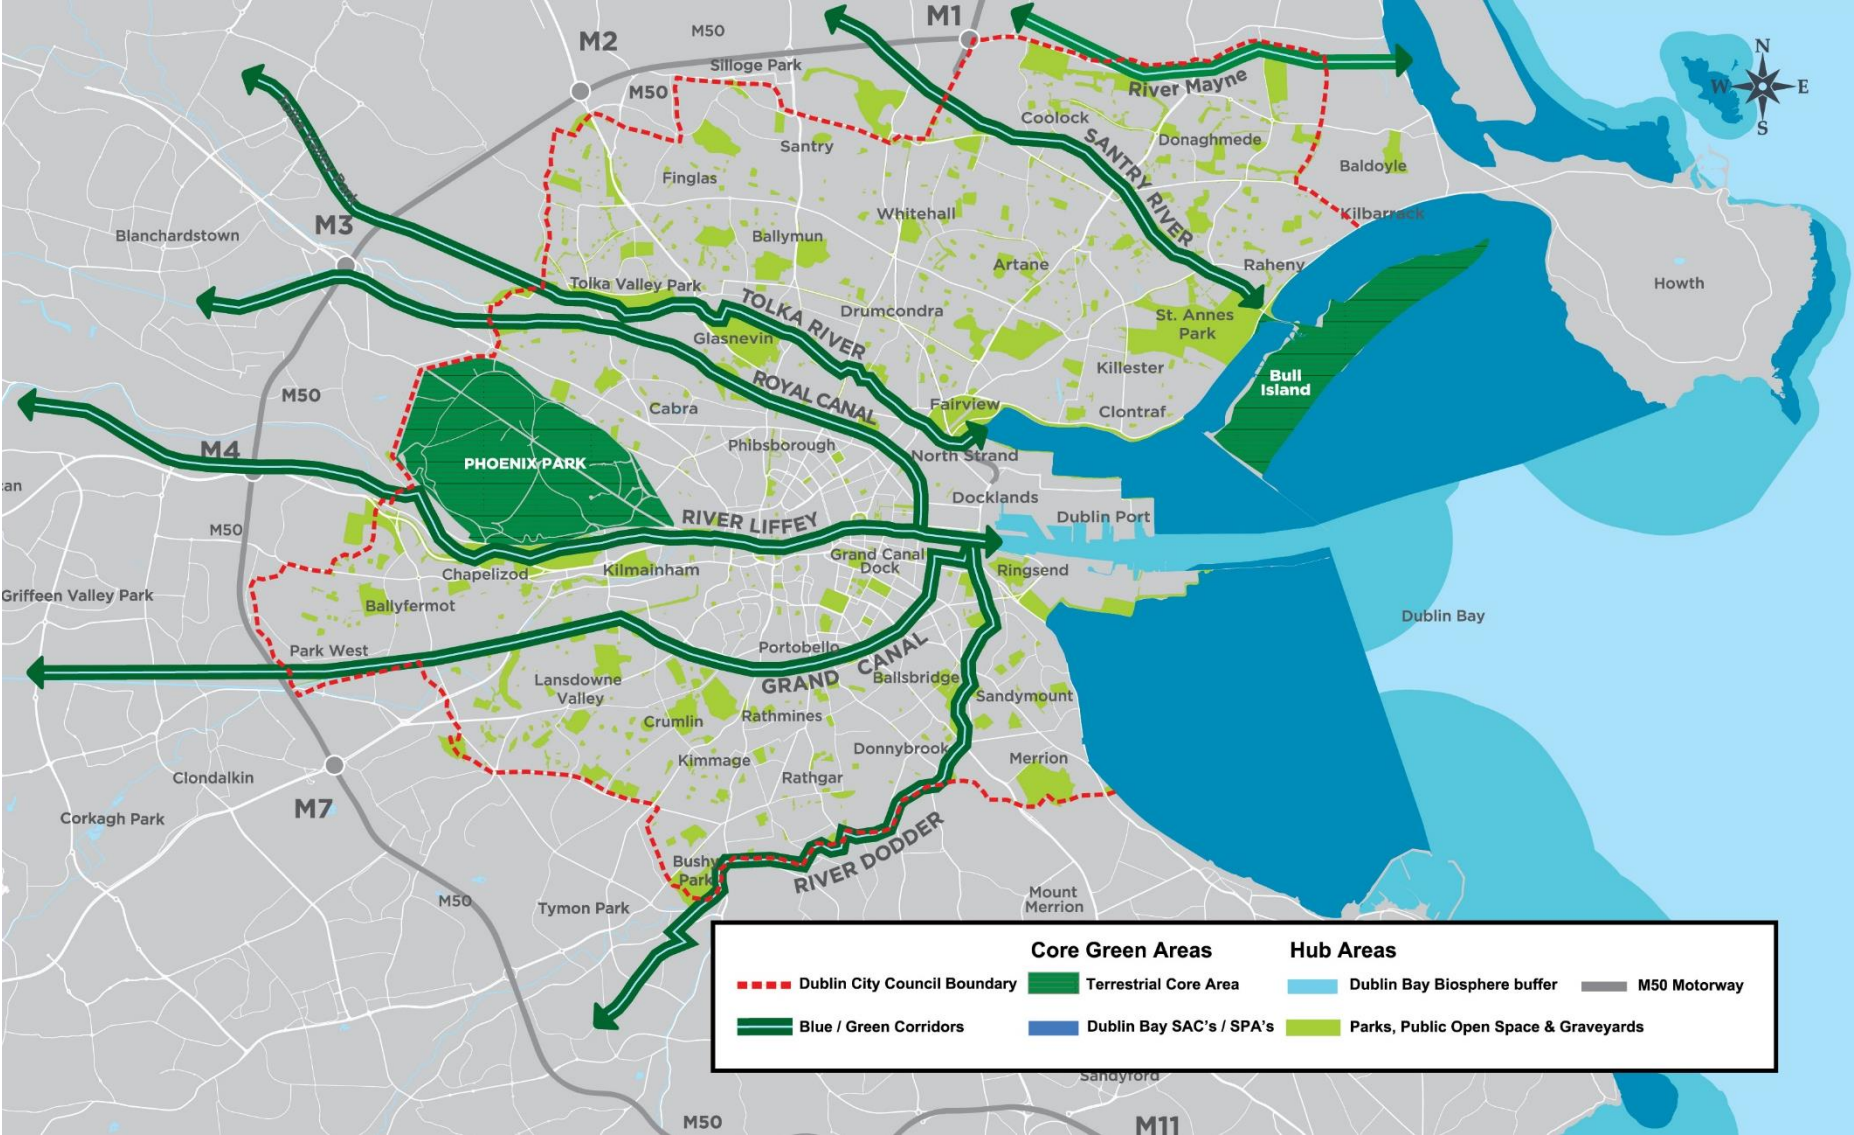 M1
M50
M2
Silloge Park
M50
River Mayne
N
W
E
S
Coolock
SANTRY RIVER
Donaghmede
Santry
Baldoyle
Finglas
Kilbarrack
Whitehall
M3
Blanchardstown
Ballymun
Artane
Raheny
Howth
Tolka Valley Park
TOLKA RIVER
Drumcondra
St. Annes
Park
Glasnevin
ROYAL CANAL
Killester
Bull
Island
M50
Cabra
Fairview
Clontraf
M4
Phibsborough
North Strand
PHOENIX PARK
can
Docklands
M50
RIVER LIFFEY
Dublin Port
Grand Canal
Dock
Chapelizod
Kilmainham
Ringsend
Griffeen Valley Park
Ballyfermot
Dublin Bay
Park West
Portobello
GRAND CANAL
Lansdowne
Valley
Ballsbridge
Sandymount
Crumlin
Rathmines
Donnybrook
Kimmage
Merrion
Clondalkin
Rathgar
M7
Corkagh Park
RIVER DODDER
Bushy
Park
M50
Tymon Park
Mount
Merrion
Core Green Areas
Hub Areas
Dublin City Council Boundary
Terrestrial Core Area
Dublin Bay Biosphere buffer
M50 Motorway
Blue / Green Corridors
Dublin Bay SAC's / SPA's
Parks, Public Open Space & Graveyards
Sandyford
M50
M11